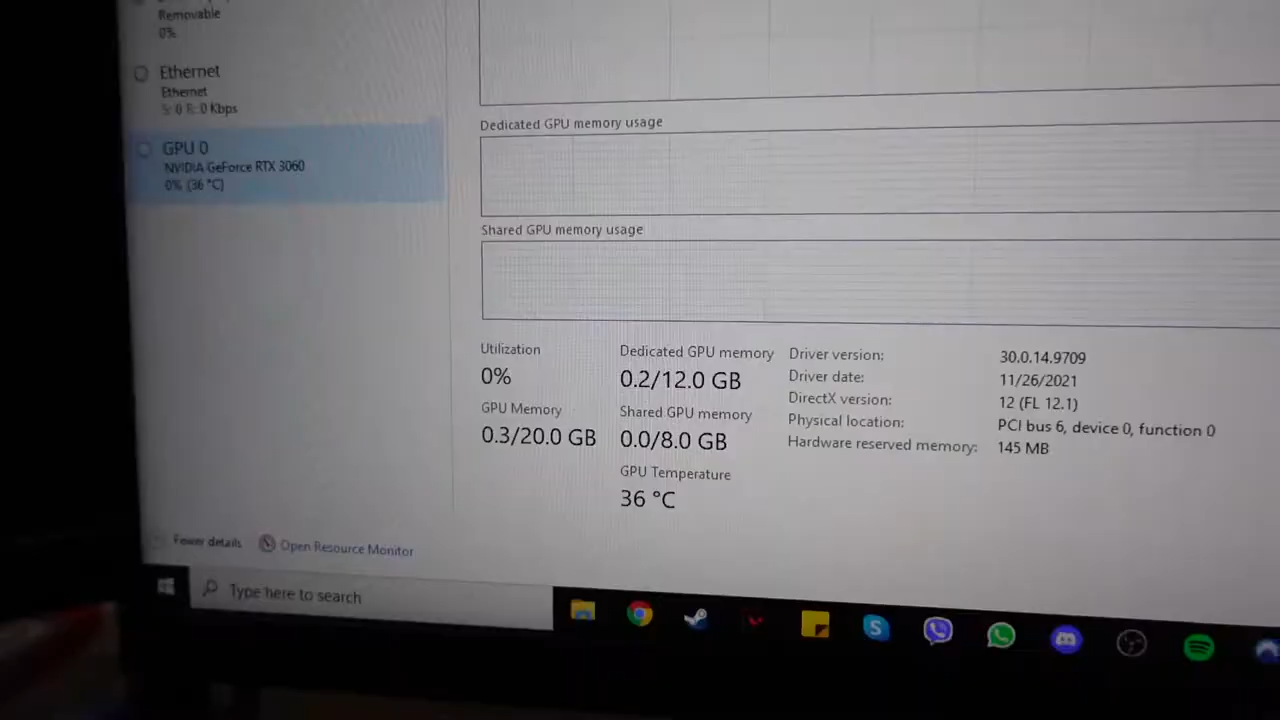 Removable
0%
Ethernet
Ethernet
S: 0 R: 0 Kbps
GPU 0
NVIDIA GeForce RTX 3060
0% (36 °C)
Dedicated GPU memory usage
Shared GPU memory usage
Utilization
0%
GPU Memory
0.3/20.0 GB
Dedicated GPU memory
0.2/12.0 GB
Shared GPU memory
0.0/8.0 GB
GPU Temperature
36 °C
Driver version: 30.0.14.9709
Driver date: 11/26/2021
DirectX version: 12 (FL 12.1)
Physical location: PCI bus 6, device 0, function 0
Hardware reserved memory: 145 MB
Fewer details
Open Resource Monitor
Type here to search